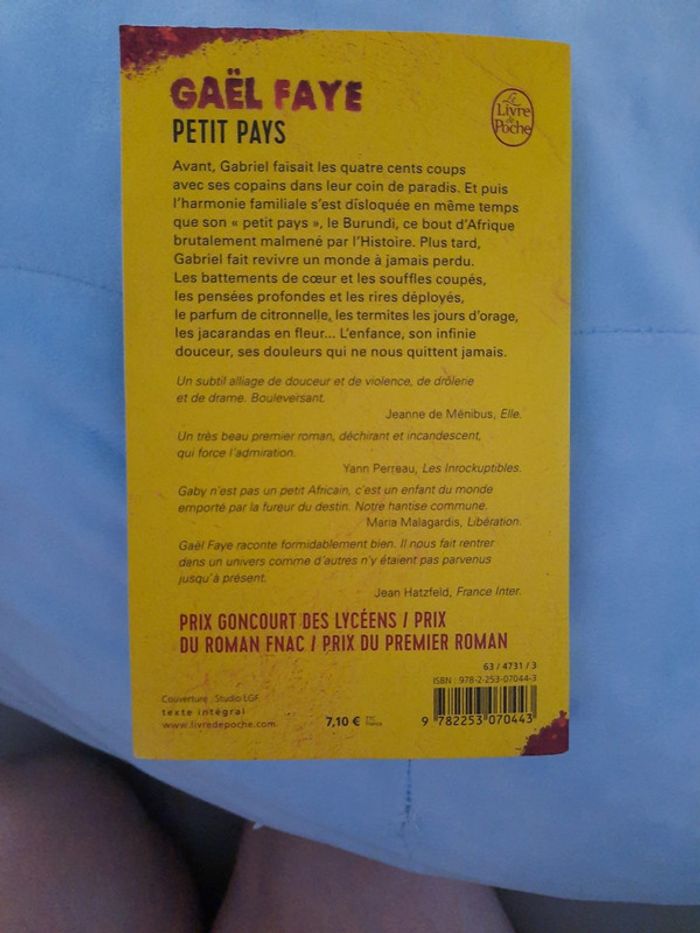 GAËL FAYE
PETIT PAYS
Le
Livre
de
Poche
Avant, Gabriel faisait les quatre cents coups
avec ses copains dans leur coin de paradis. Et puis
l'harmonie familiale s'est disloquée en même temps
que son « petit pays », le Burundi, ce bout d'Afrique
brutalement malmené par l'Histoire. Plus tard,
Gabriel fait revivre un monde à jamais perdu.
Les battements de cœur et les souffles coupés,
les pensées profondes et les rires déployés,
le parfum de citronnelle, les termites les jours d'orage,
les jacarandas en fleur... L'enfance, son infinie
douceur, ses douleurs qui ne nous quittent jamais.
Un subtil alliage de douceur et de violence, de drôlerie
et de drame. Bouleversant.
Jeanne de Ménibus, Elle.
Un très beau premier roman, déchirant et incandescent,
qui force l'admiration.
Yann Perreau, Les Inrockuptibles.
Gaby n'est pas un petit Africain, c'est un enfant du monde
emporté par la fureur du destin. Notre hantise commune.
Maria Malagardis, Libération.
Gaël Faye raconte formidablement bien. Il nous fait rentrer
dans un univers comme d'autres n'y étaient pas parvenus
jusqu'à présent.
Jean Hatzfeld, France Inter.
PRIX GONCOURT DES LYCÉENS / PRIX
DU ROMAN FNAC / PRIX DU PREMIER ROMAN
63 / 4731 / 3
ISBN : 978-2-253-07044-3
Couverture : Studio LGF.
texte intégral
www.livredepoche.com
7,10 € TTC
France
9 782253 070443